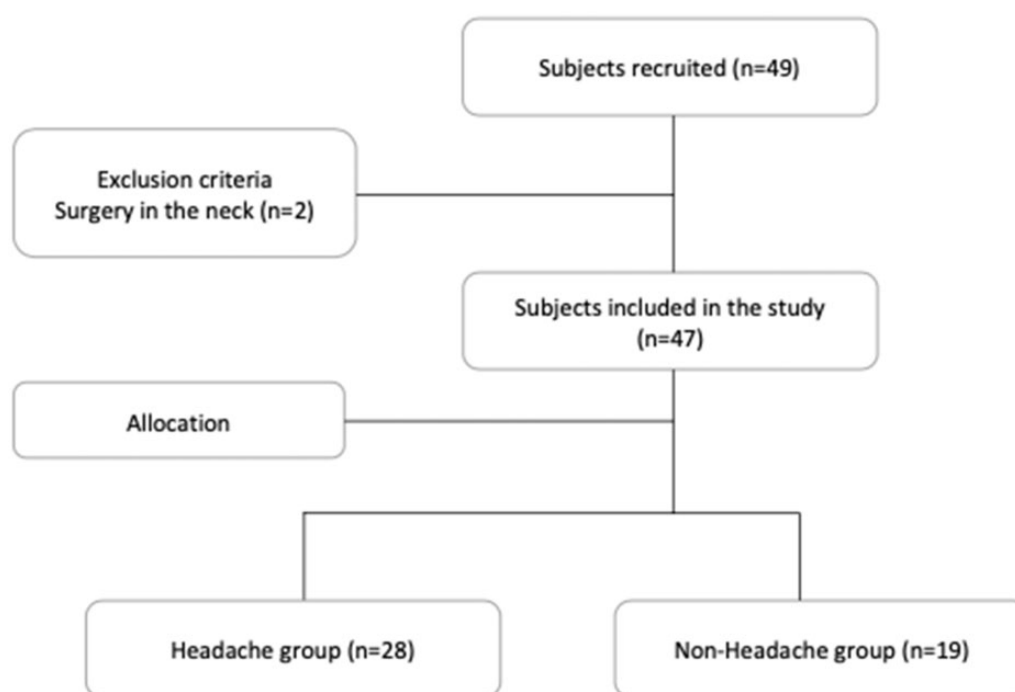 Subjects recruited (n=49)
Exclusion criteria
Surgery in the neck (n=2)
Subjects included in the study
(n=47)
Allocation
Headache group (n=28)
Non-Headache group (n=19)